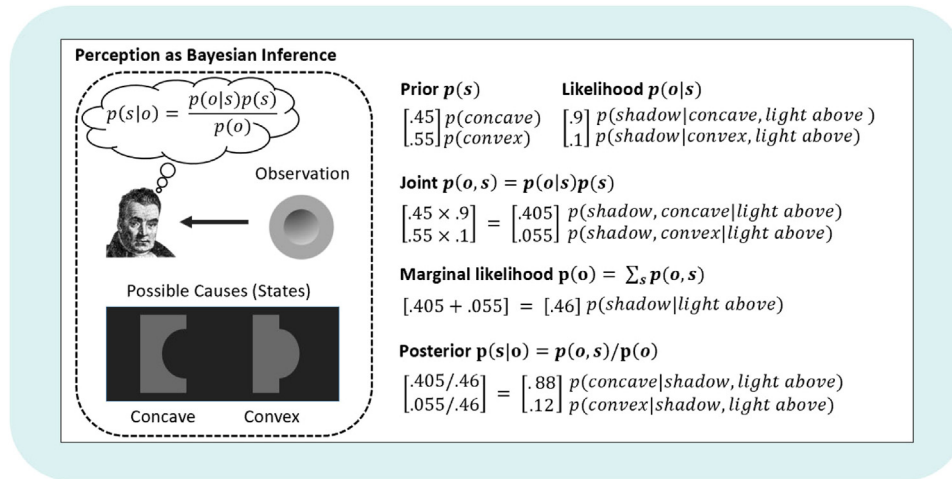 Perception as Bayesian Inference
p(s|o) = p(o|s)p(s) / p(o)
Observation
Possible Causes (States)
Concave Convex
Prior p(s) Likelihood p(o|s)
[.45] p(concave) [.9] p(shadow|concave, light above )
[.55] p(convex) [.1] p(shadow|convex, light above)
Joint p(o, s) = p(o|s)p(s)
[.45 × .9] = [.405] p(shadow, concave|light above)
[.55 × .1] [.055] p(shadow, convex|light above)
Marginal likelihood p(o) = ∑s p(o, s)
[.405 + .055] = [.46] p(shadow|light above)
Posterior p(s|o) = p(o, s)/p(o)
[.405/.46] = [.88] p(concave|shadow, light above)
[.055/.46] [.12] p(convex|shadow, light above)